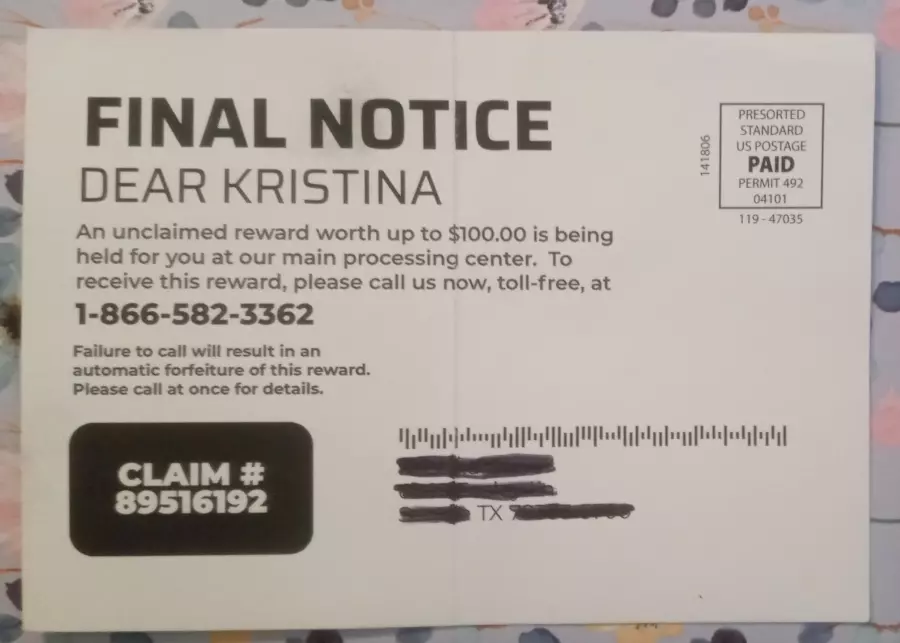 FINAL NOTICE
DEAR KRISTINA
An unclaimed reward worth up to $100.00 is being
held for you at our main processing center. To
receive this reward, please call us now, toll-free, at
1-866-582-3362
Failure to call will result in an
automatic forfeiture of this reward.
Please call at once for details.
CLAIM #
89516192
141806
PRESORTED
STANDARD
US POSTAGE
PAID
PERMIT 492
04101
119 - 47035
TX